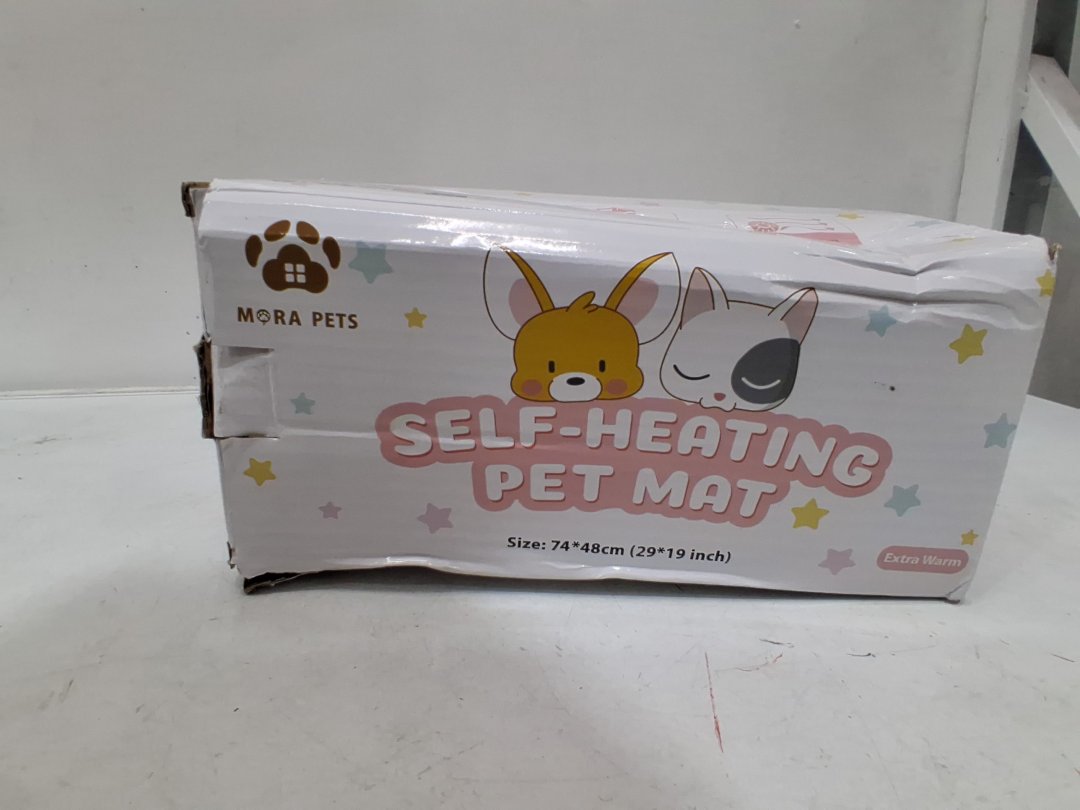 MORA PETS
SELF-HEATING
PET MAT
Size: 74*48cm (29*19 inch)
Extra Warm